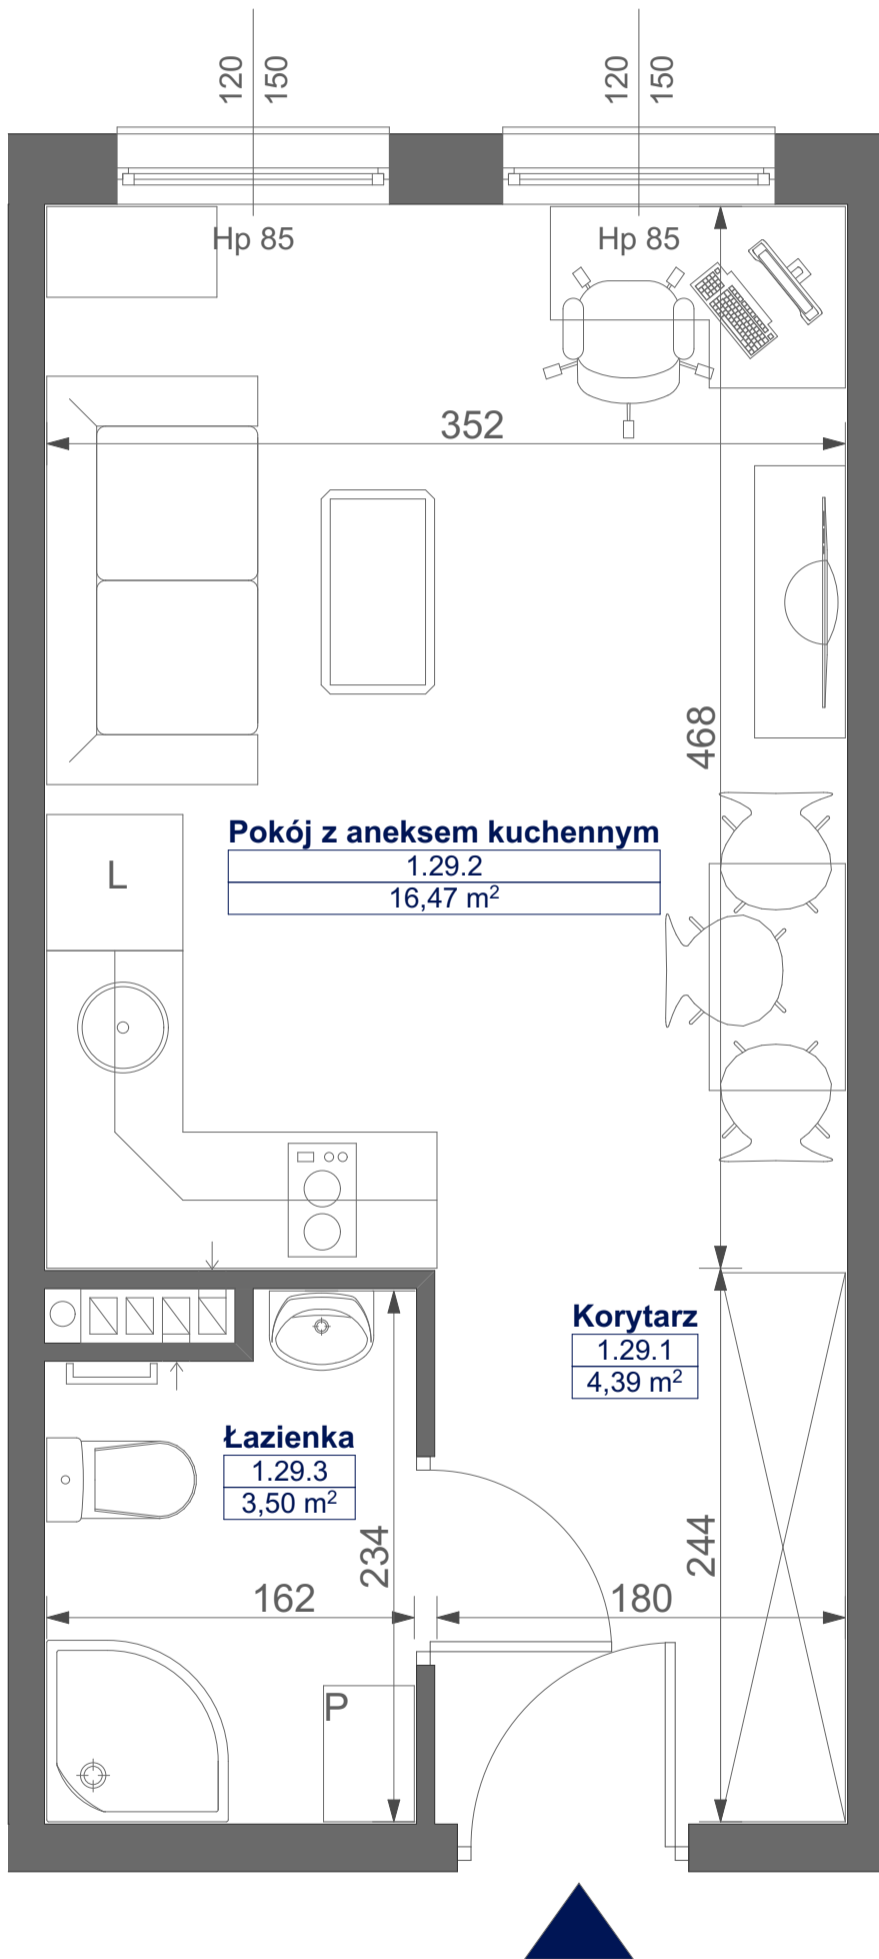 120
150
120
150
Hp 85
Hp 85
352
468
Pokój z aneksem kuchennym
1.29.2
16,47 m²
L
Korytarz
1.29.1
4,39 m²
Łazienka
1.29.3
3,50 m²
234
244
162
180
P